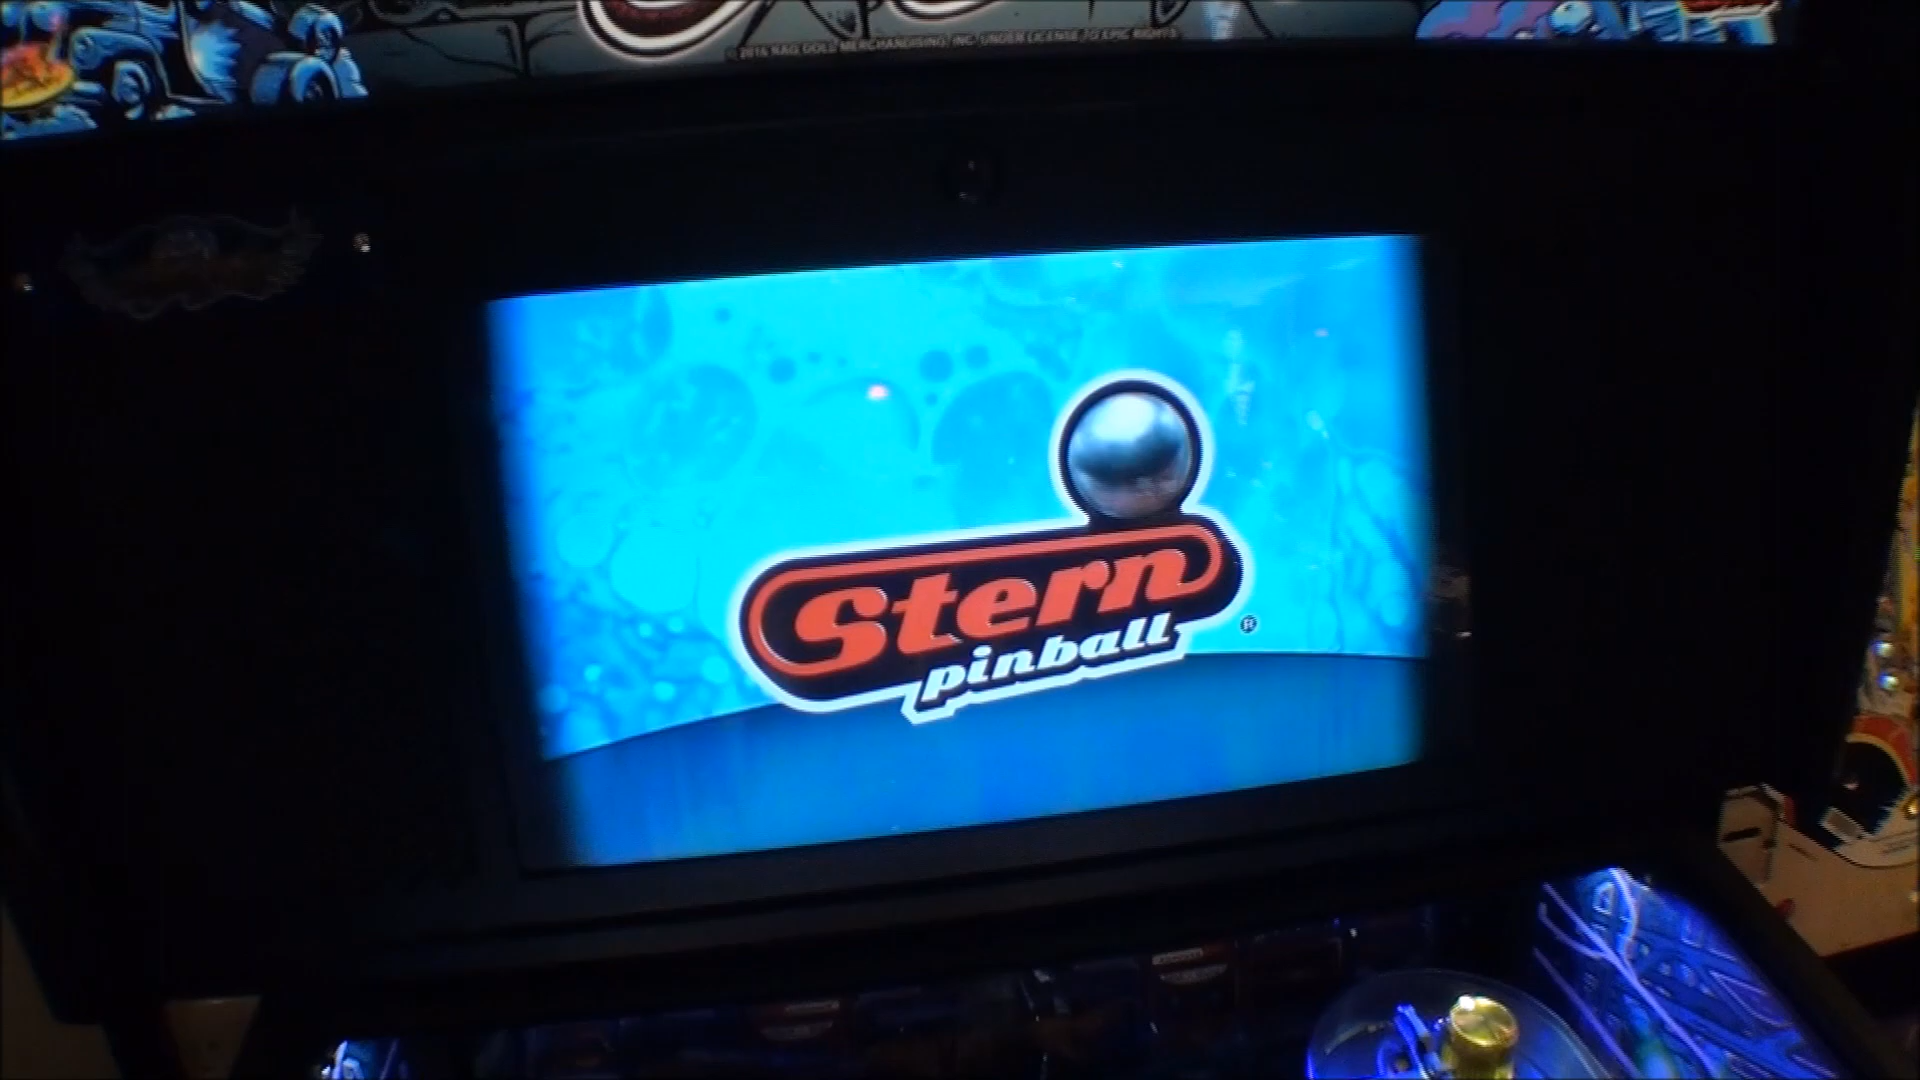 © 2016 RAG DOLL MERCHANDISING, INC. UNDER LICENSE TO EPIC RIGHTS
Stern
pinball
®